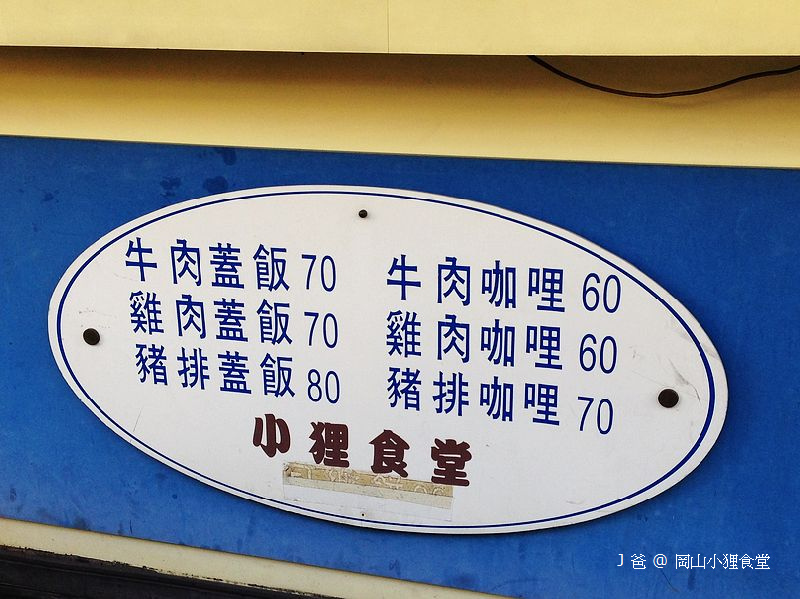 牛肉蓋飯 70
雞肉蓋飯 70
豬排蓋飯 80
牛肉咖哩 60
雞肉咖哩 60
豬排咖哩 70
小狸食堂
J 爸 @ 岡山小狸食堂